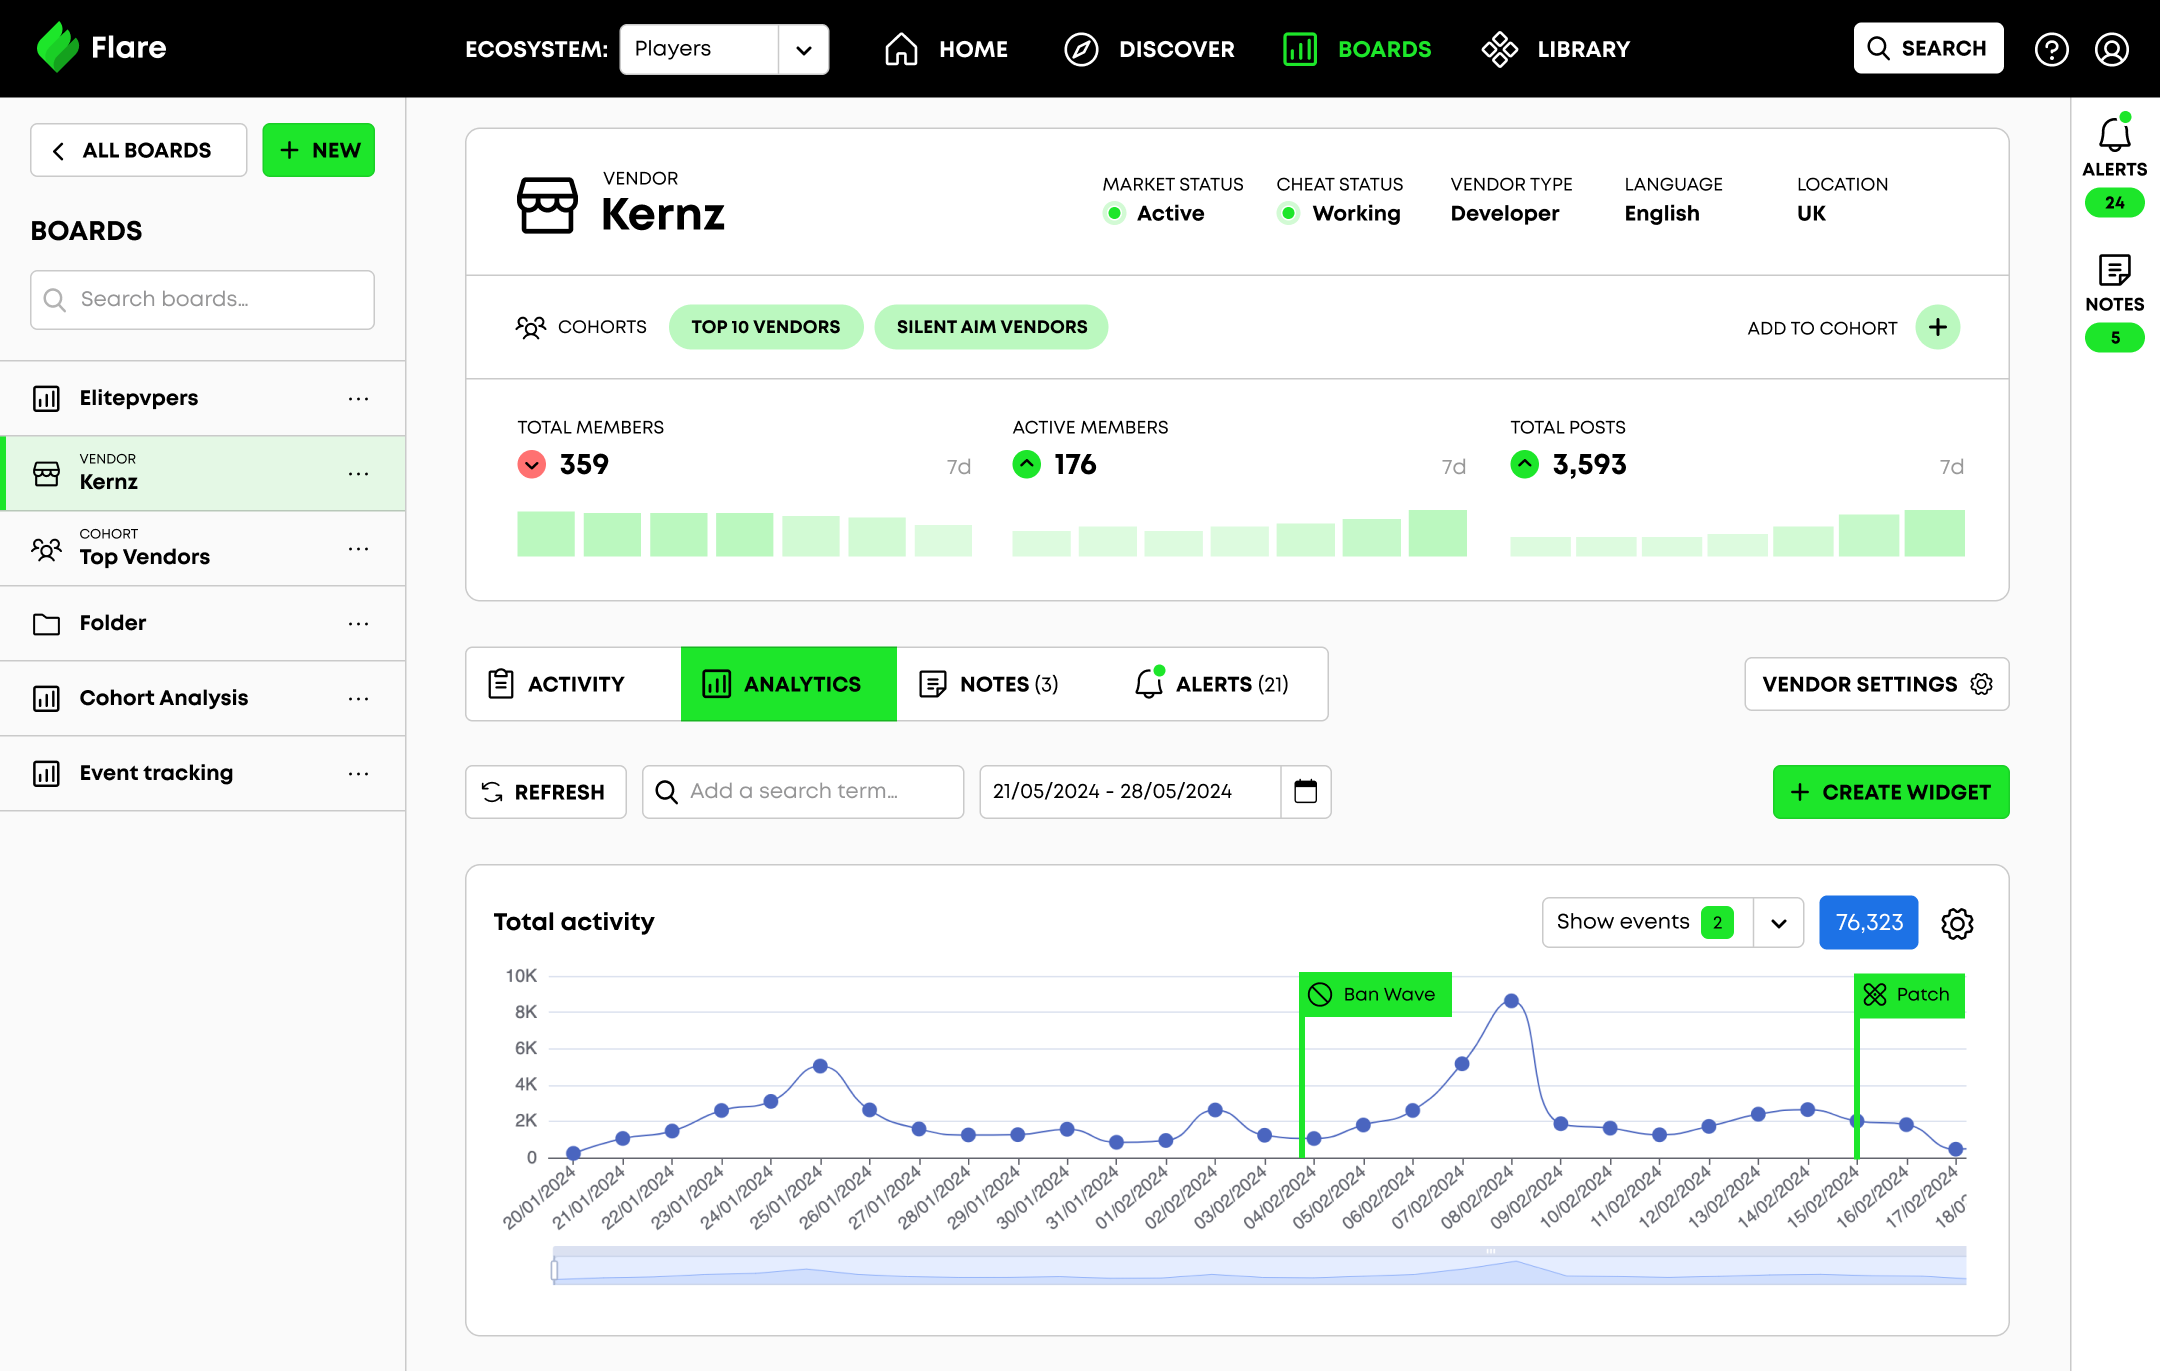 Flare
ECOSYSTEM: Players HOME DISCOVER BOARDS LIBRARY SEARCH
ALL BOARDS NEW
BOARDS
Search boards...
Elitepvpers
VENDOR
Kernz
COHORT
Top Vendors
Folder
Cohort Analysis
Event tracking
VENDOR
Kernz
MARKET STATUS
Active
CHEAT STATUS
Working
VENDOR TYPE
Developer
LANGUAGE
English
LOCATION
UK
COHORTS TOP 10 VENDORS SILENT AIM VENDORS ADD TO COHORT
TOTAL MEMBERS
359 7d
ACTIVE MEMBERS
176 7d
TOTAL POSTS
3,593 7d
ACTIVITY ANALYTICS NOTES (3) ALERTS (21) VENDOR SETTINGS
REFRESH Add a search term... 21/05/2024 - 28/05/2024 CREATE WIDGET
Total activity Show events 2 76,323
10K
8K
6K
4K
2K
0
Ban Wave
Patch
20/01/2024
21/01/2024
22/01/2024
23/01/2024
24/01/2024
25/01/2024
26/01/2024
27/01/2024
28/01/2024
29/01/2024
30/01/2024
31/01/2024
01/02/2024
02/02/2024
03/02/2024
04/02/2024
05/02/2024
06/02/2024
07/02/2024
08/02/2024
09/02/2024
10/02/2024
11/02/2024
12/02/2024
13/02/2024
14/02/2024
15/02/2024
16/02/2024
17/02/2024
ALERTS
24
NOTES
5